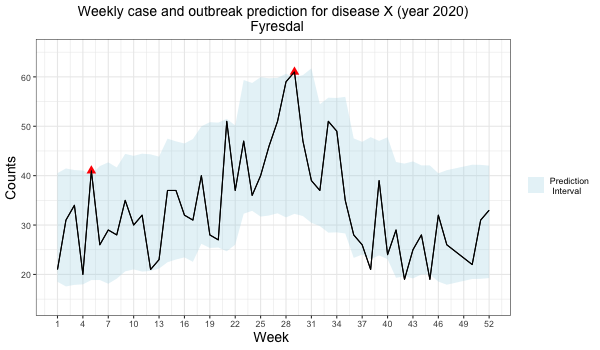 Weekly case and outbreak prediction for disease X (year 2020)
Fyresdal
60
50
40
30
20
Counts
1 4 7 10 13 16 19 22 25 28 31 34 37 40 43 46 49 52
Week
Prediction
Interval